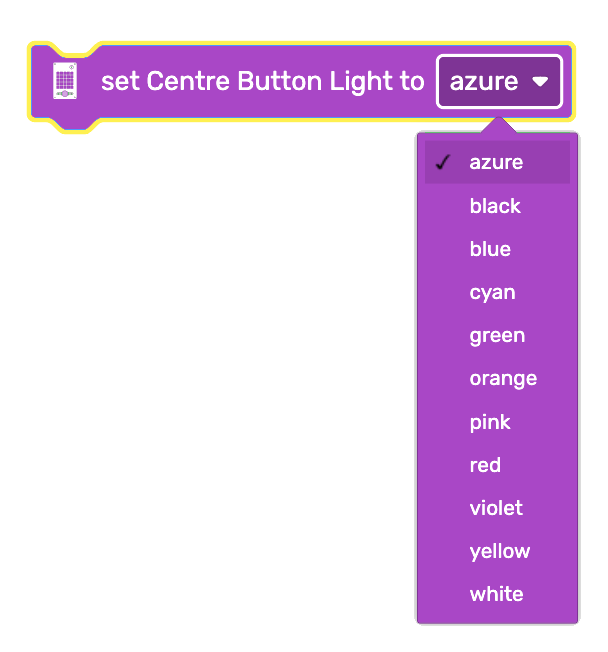 set Centre Button Light to azure
azure
black
blue
cyan
green
orange
pink
red
violet
yellow
white